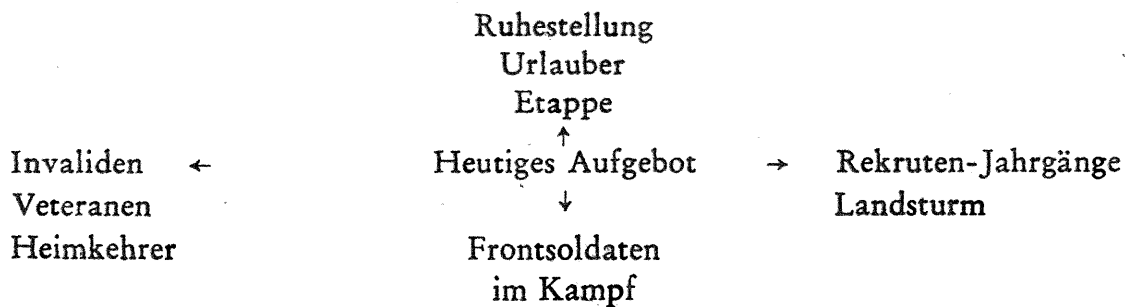 Ruhestellung
Urlauber
Etappe
↑
Invaliden ← Heutiges Aufgebot → Rekruten-Jahrgänge
Veteranen ↓ Landsturm
Heimkehrer Frontsoldaten
im Kampf